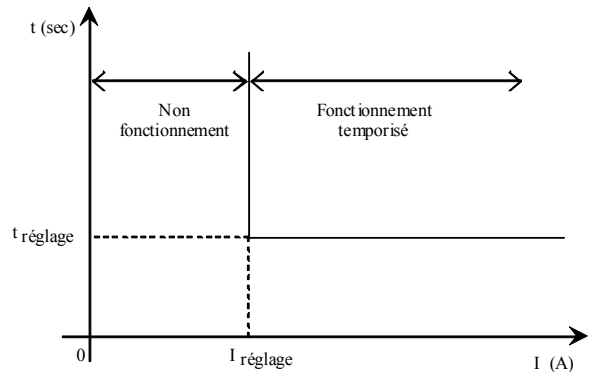 t (sec)
Non
fonctionnement
Fonctionnement
temporisé
t réglage
0
I réglage
I (A)